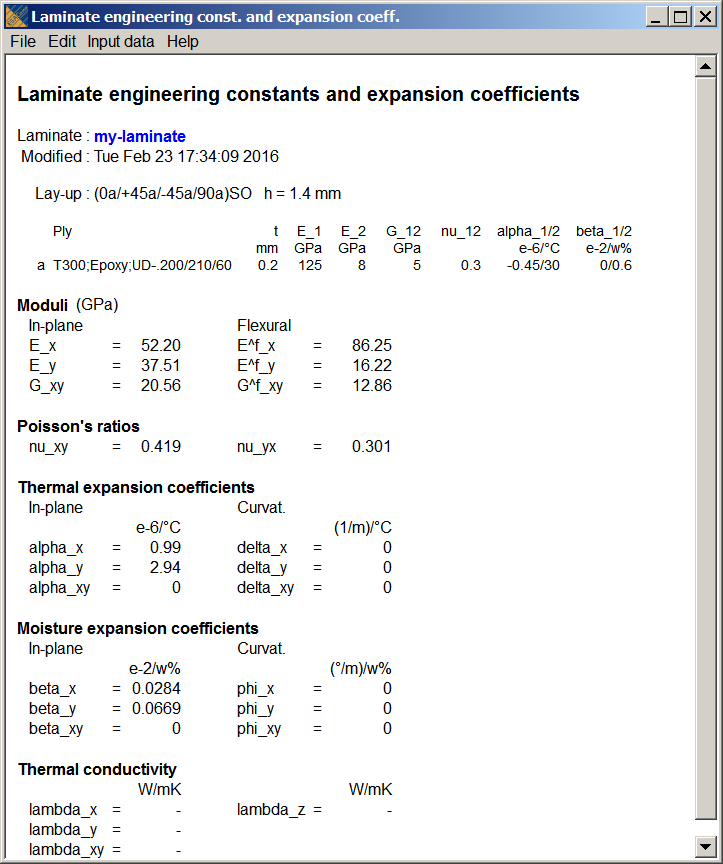 Laminate engineering const. and expansion coeff.
File Edit Input data Help
Laminate engineering constants and expansion coefficients
Laminate : my-laminate
Modified : Tue Feb 23 17:34:09 2016
Lay-up : (0a/+45a/-45a/90a)SO h = 1.4 mm
Ply t E_1 E_2 G_12 nu_12 alpha_1/2 beta_1/2
mm GPa GPa GPa e-6/°C e-2/w%
a T300;Epoxy;UD-.200/210/60 0.2 125 8 5 0.3 -0.45/30 0/0.6
Moduli (GPa)
In-plane Flexural
E_x = 52.20 E^f_x = 86.25
E_y = 37.51 E^f_y = 16.22
G_xy = 20.56 G^f_xy = 12.86
Poisson's ratios
nu_xy = 0.419 nu_yx = 0.301
Thermal expansion coefficients
In-plane Curvat.
e-6/°C (1/m)/°C
alpha_x = 0.99 delta_x = 0
alpha_y = 2.94 delta_y = 0
alpha_xy = 0 delta_xy = 0
Moisture expansion coefficients
In-plane Curvat.
e-2/w% (°/m)/w%
beta_x = 0.0284 phi_x = 0
beta_y = 0.0669 phi_y = 0
beta_xy = 0 phi_xy = 0
Thermal conductivity
W/mK W/mK
lambda_x = - lambda_z = -
lambda_y = -
lambda_xy = -